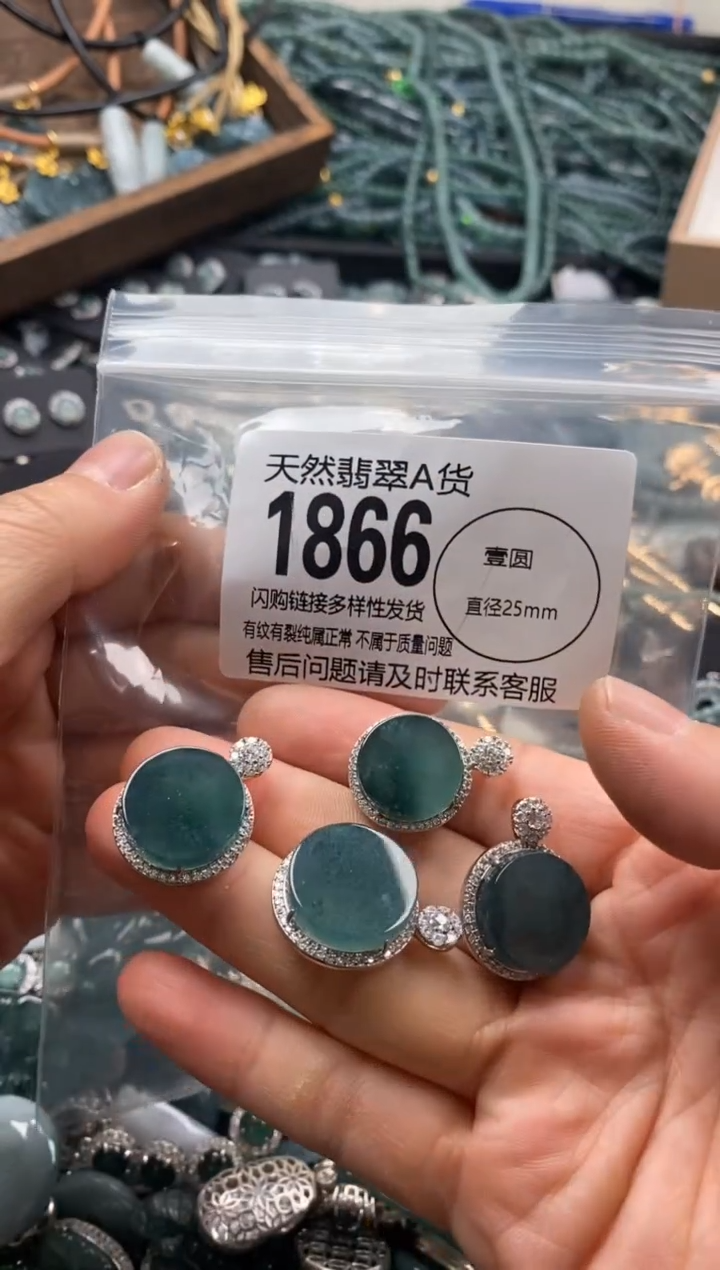 天然翡翠A货
1866
壹圆
直径25mm
闪购链接多样性发货
有纹有裂纯属正常 不属于质量问题
售后问题请及时联系客服